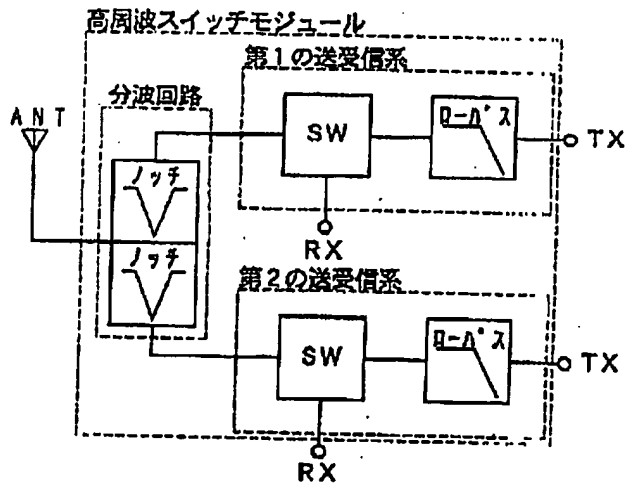 高周波スイッチモジュール
第1の送受信系
分波回路
ANT
SW
ローパス
TX
ノッチ
RX
ノッチ
第2の送受信系
SW
ローパス
TX
RX